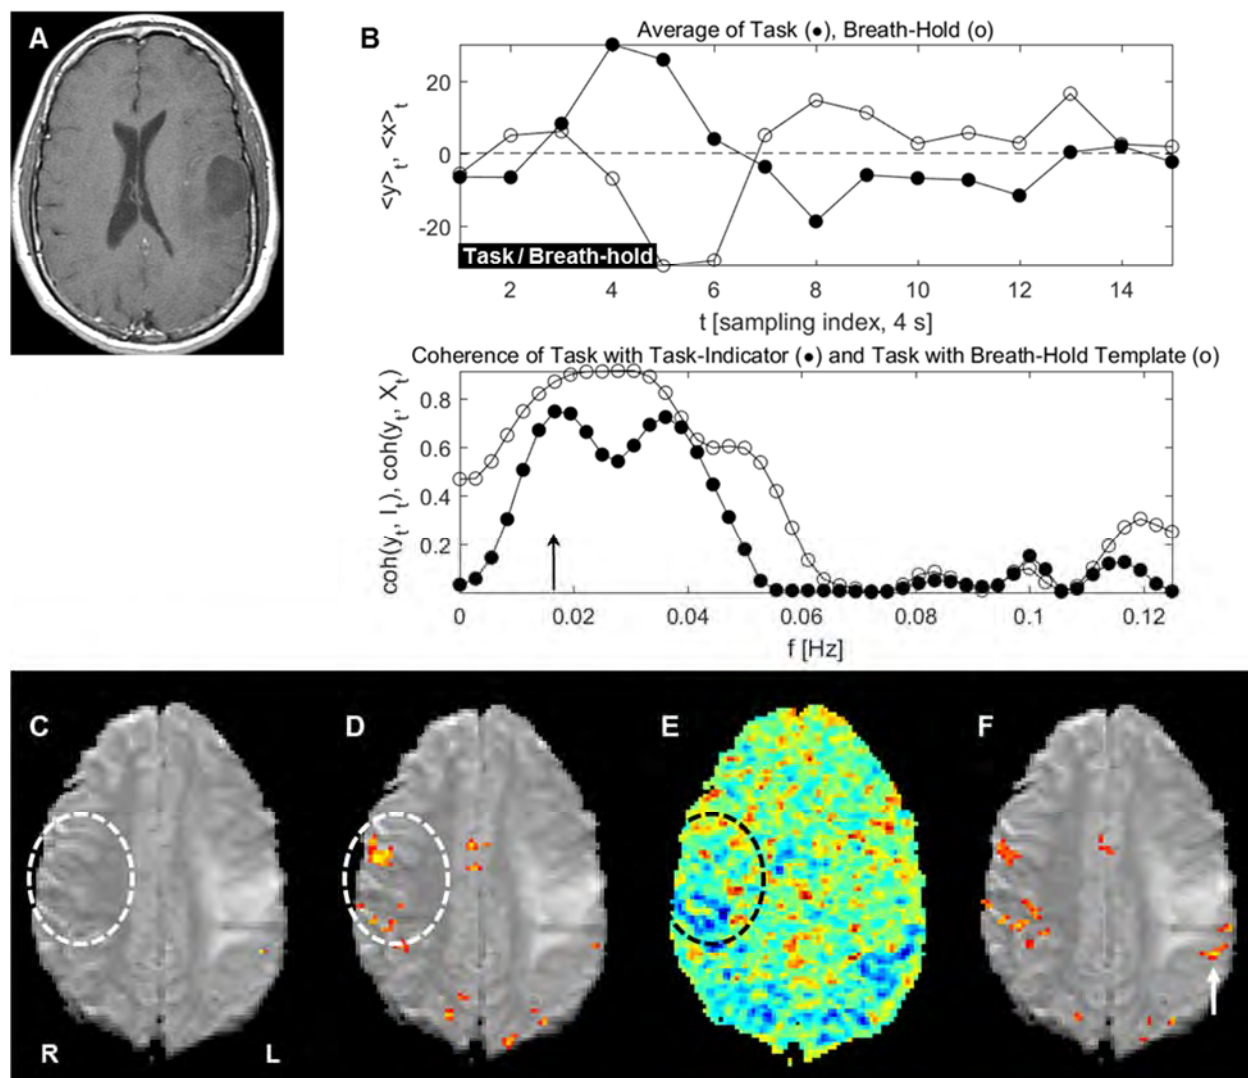 A
B
Average of Task (●), Breath-Hold (o)
<y>t, <x>t
20
0
-20
Task / Breath-hold
2 4 6 8 10 12 14
t [sampling index, 4 s]
Coherence of Task with Task-Indicator (●) and Task with Breath-Hold Template (o)
coh(yt, It), coh(yt, Xt)
0.8
0.6
0.4
0.2
0 0.02 0.04 0.06 0.08 0.1 0.12
f [Hz]
C D E F
R L